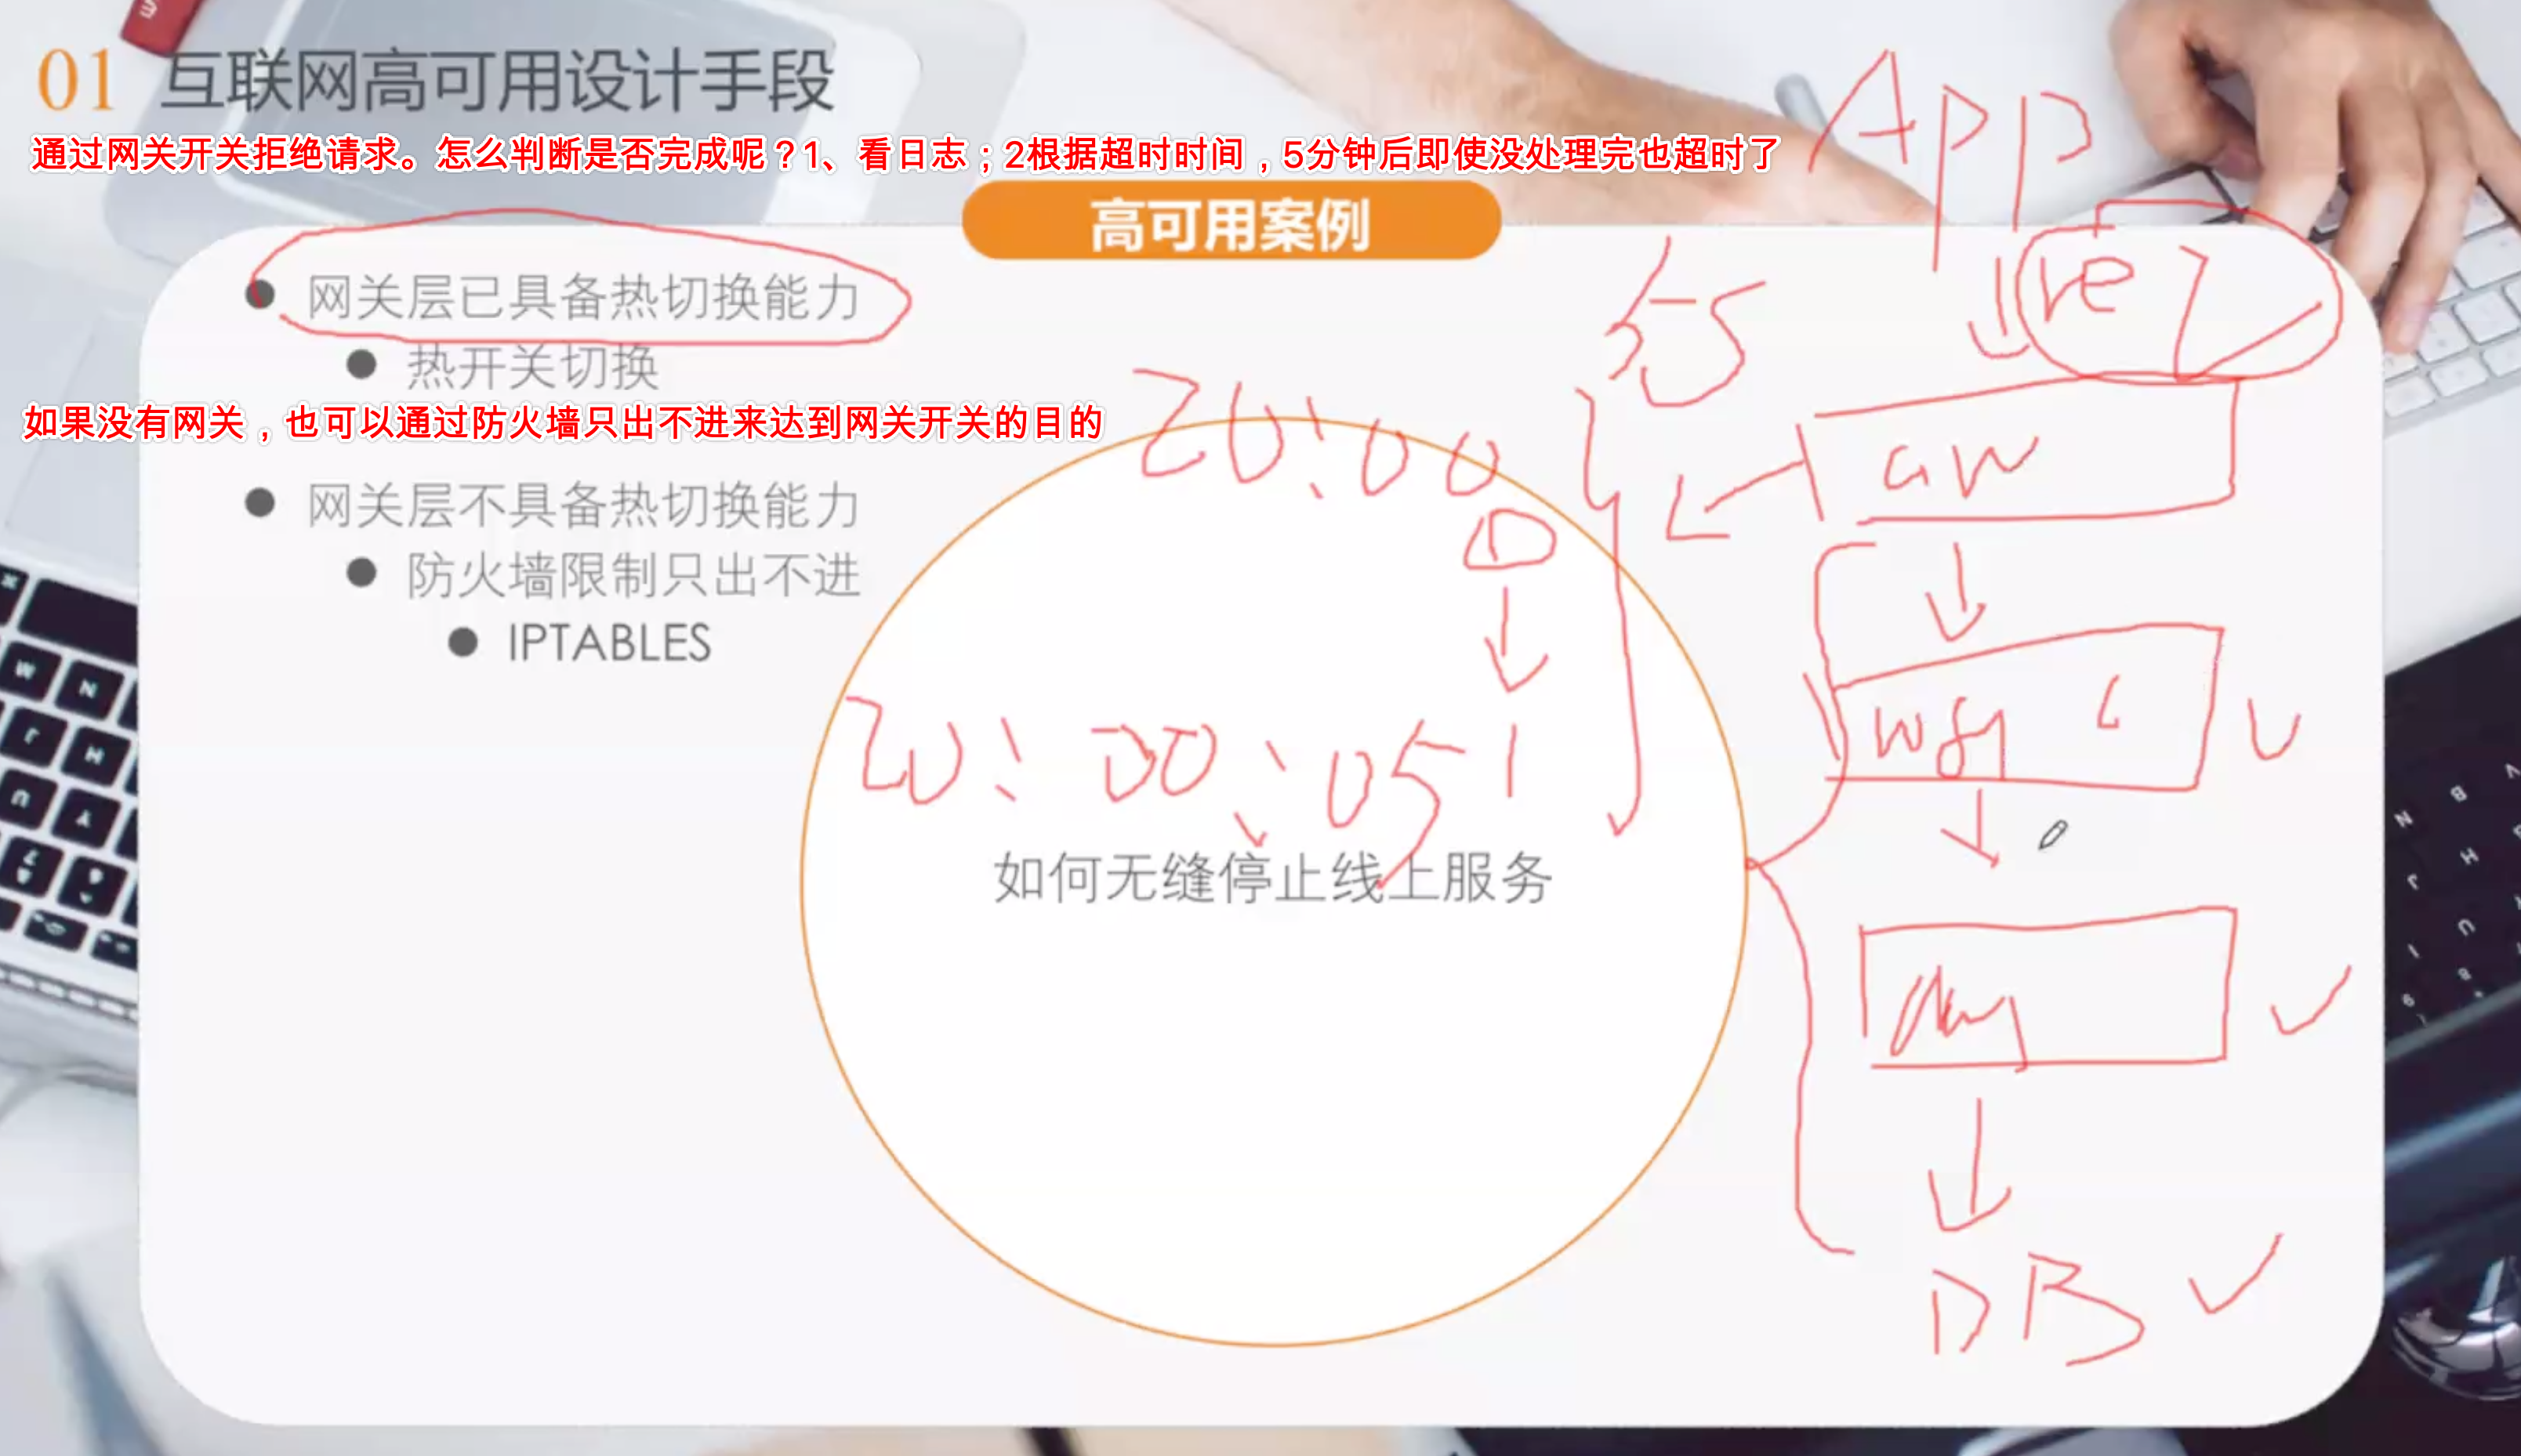 01 互联网高可用设计手段
通过网关开关拒绝请求。怎么判断是否完成呢？1、看日志；2根据超时时间，5分钟后即使没处理完也超时了
高可用案例
网关层已具备热切换能力
热开关切换
如果没有网关，也可以通过防火墙只出不进来达到网关开关的目的
网关层不具备热切换能力
防火墙限制只出不进
IPTABLES
如何无缝停止线上服务
20:00
20:00:05
App
DB